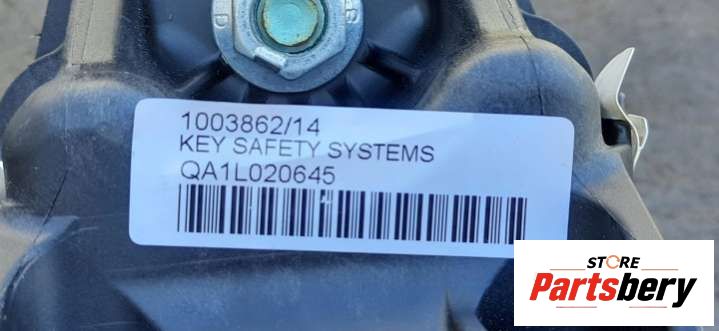 1003862/14
KEY SAFETY SYSTEMS
QA1L020645
STORE
Partsbery